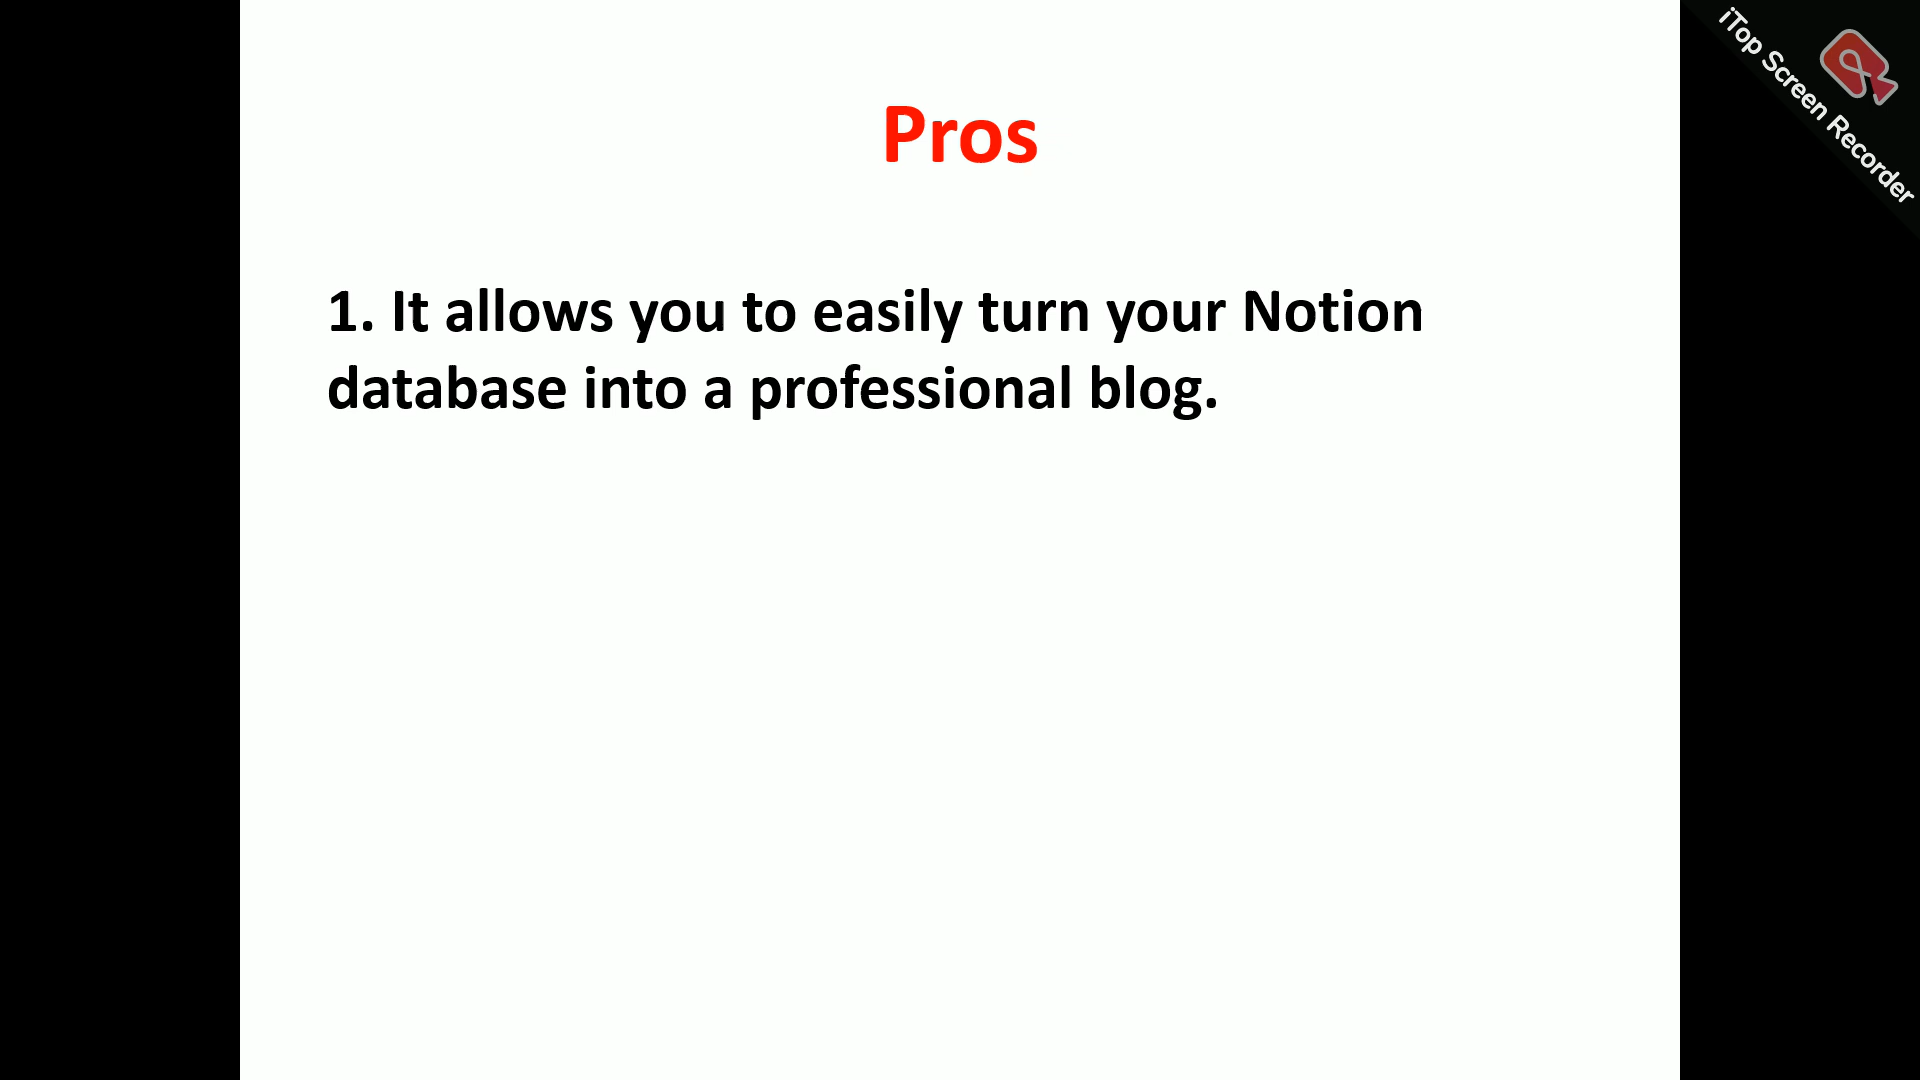 iTop Screen Recorder
Pros
1. It allows you to easily turn your Notion
database into a professional blog.